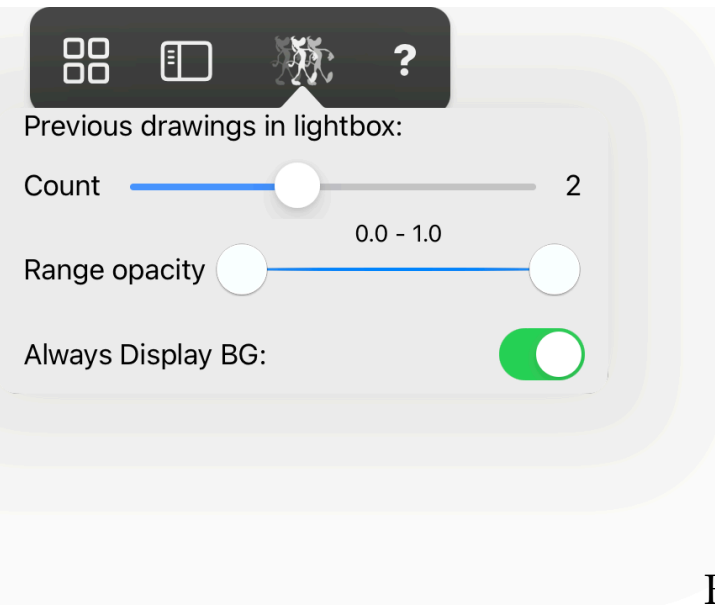 ?
Previous drawings in lightbox:
Count 2
0.0 - 1.0
Range opacity
Always Display BG: